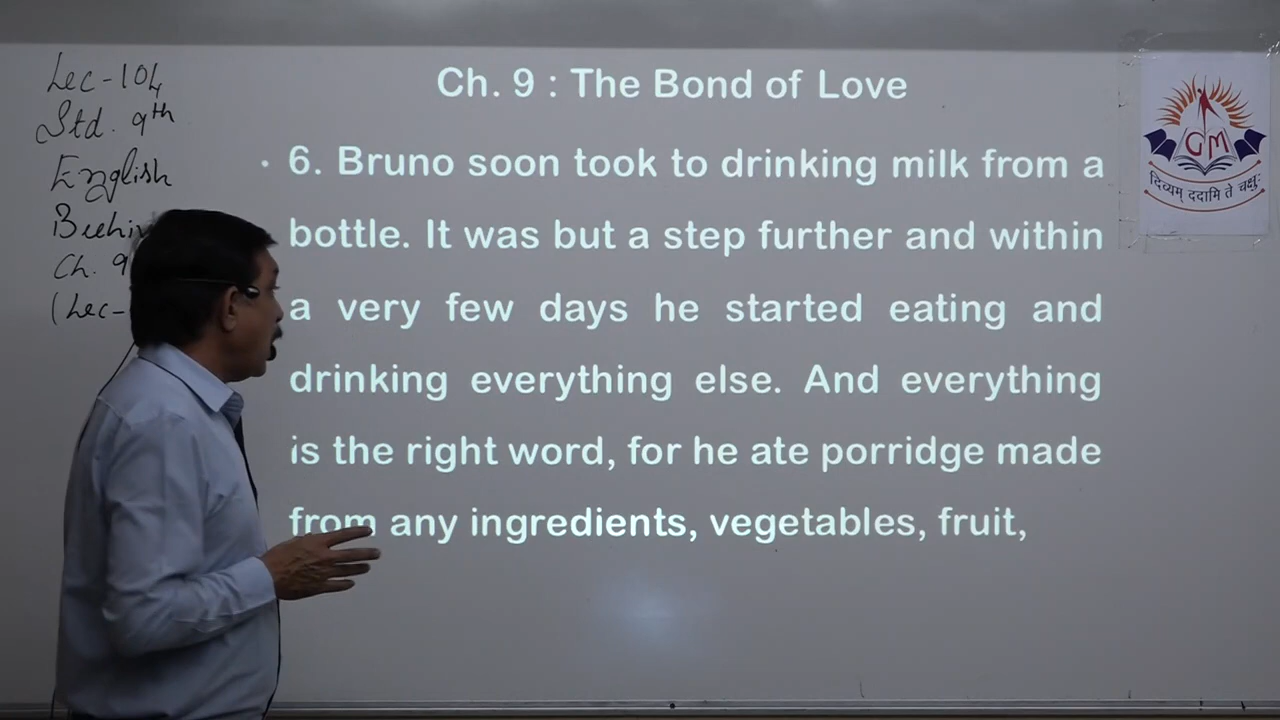 Lec-104
Std. 9th
English
Ch. 9
(Lec-
Ch. 9 : The Bond of Love
• 6. Bruno soon took to drinking milk from a
bottle. It was but a step further and within
a very few days he started eating and
drinking everything else. And everything
is the right word, for he ate porridge made
from any ingredients, vegetables, fruit,
GM
दिव्यम् ददामि ते चक्षुः